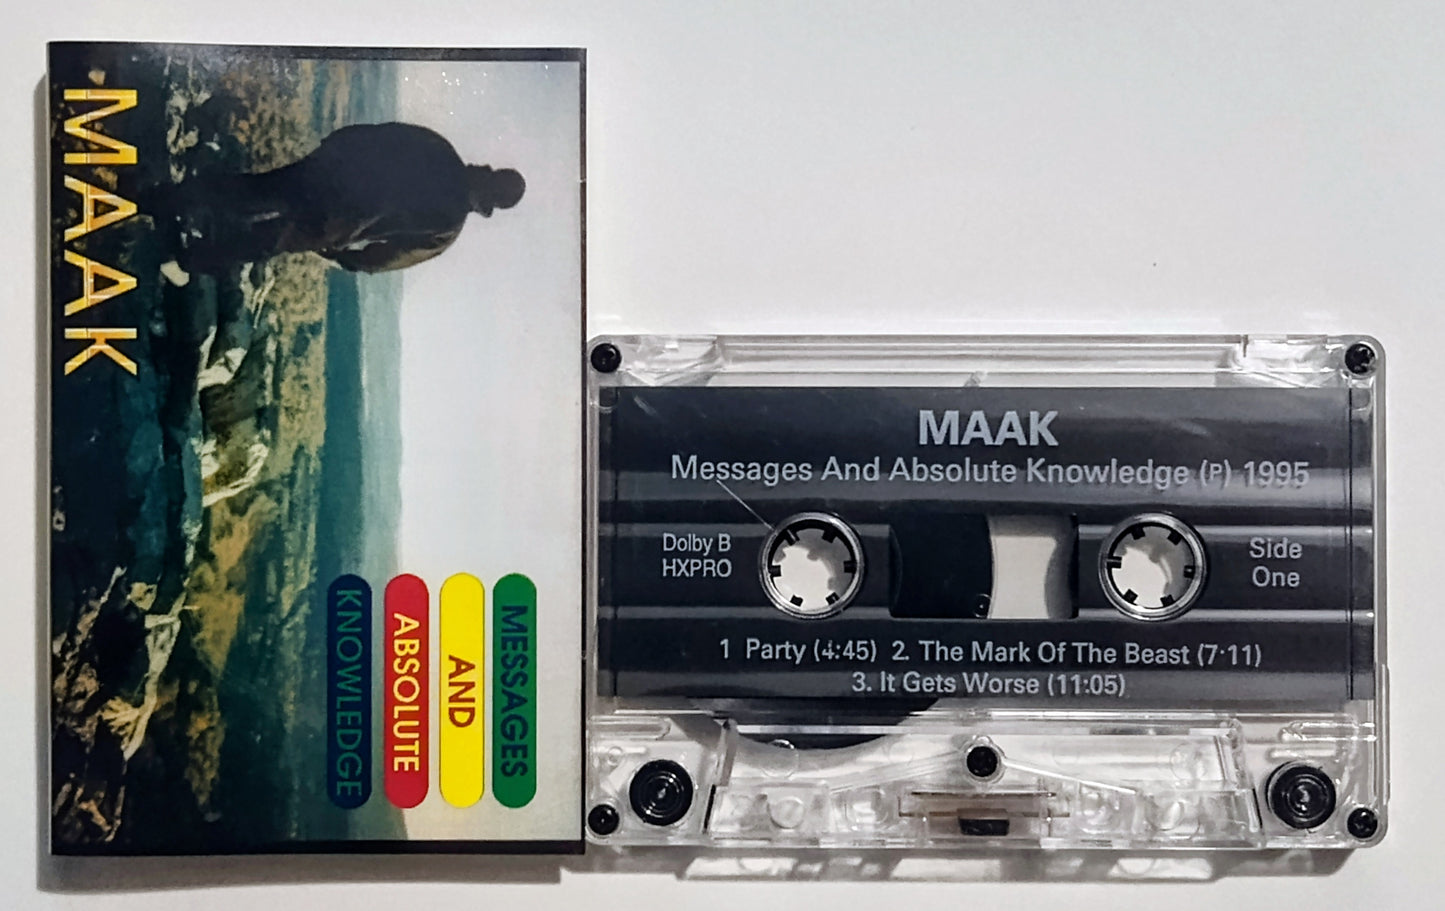 MAAK
MESSAGES
AND
ABSOLUTE
KNOWLEDGE
MAAK
Messages And Absolute Knowledge (P) 1995
Dolby B
HXPRO
Side
One
1 Party (4:45) 2. The Mark Of The Beast (7:11)
3. It Gets Worse (11:05)